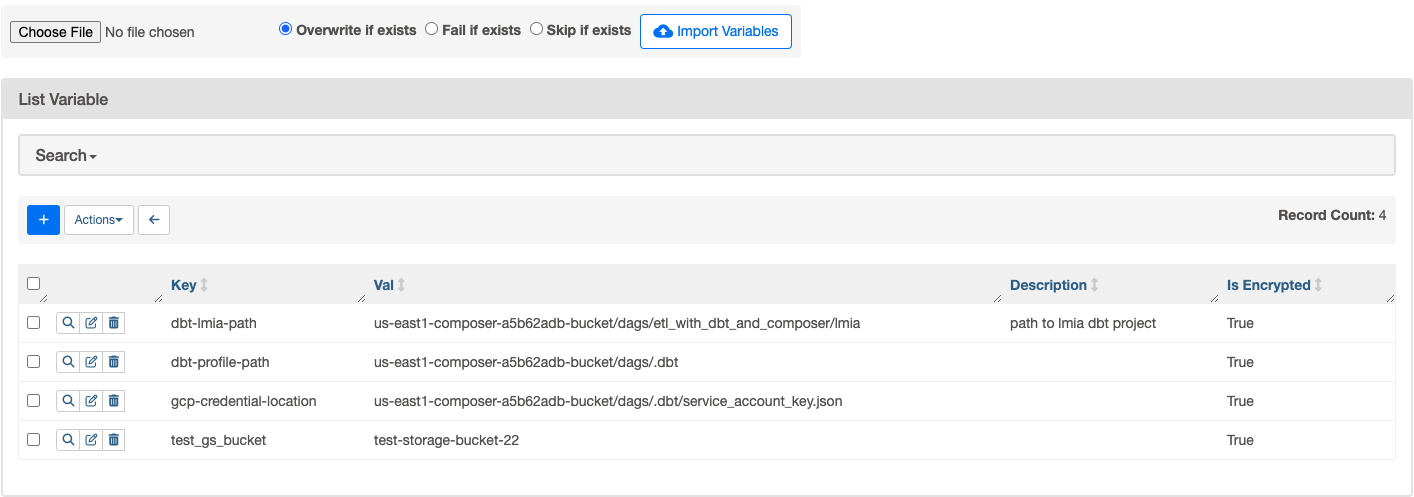 Choose File No file chosen Overwrite if exists Fail if exists Skip if exists Import Variables
List Variable
Search
+ Actions Record Count: 4
Key Val Description Is Encrypted
dbt-lmia-path us-east1-composer-a5b62adb-bucket/dags/etl_with_dbt_and_composer/lmia path to lmia dbt project True
dbt-profile-path us-east1-composer-a5b62adb-bucket/dags/.dbt True
gcp-credential-location us-east1-composer-a5b62adb-bucket/dags/.dbt/service_account_key.json True
test_gs_bucket test-storage-bucket-22 True